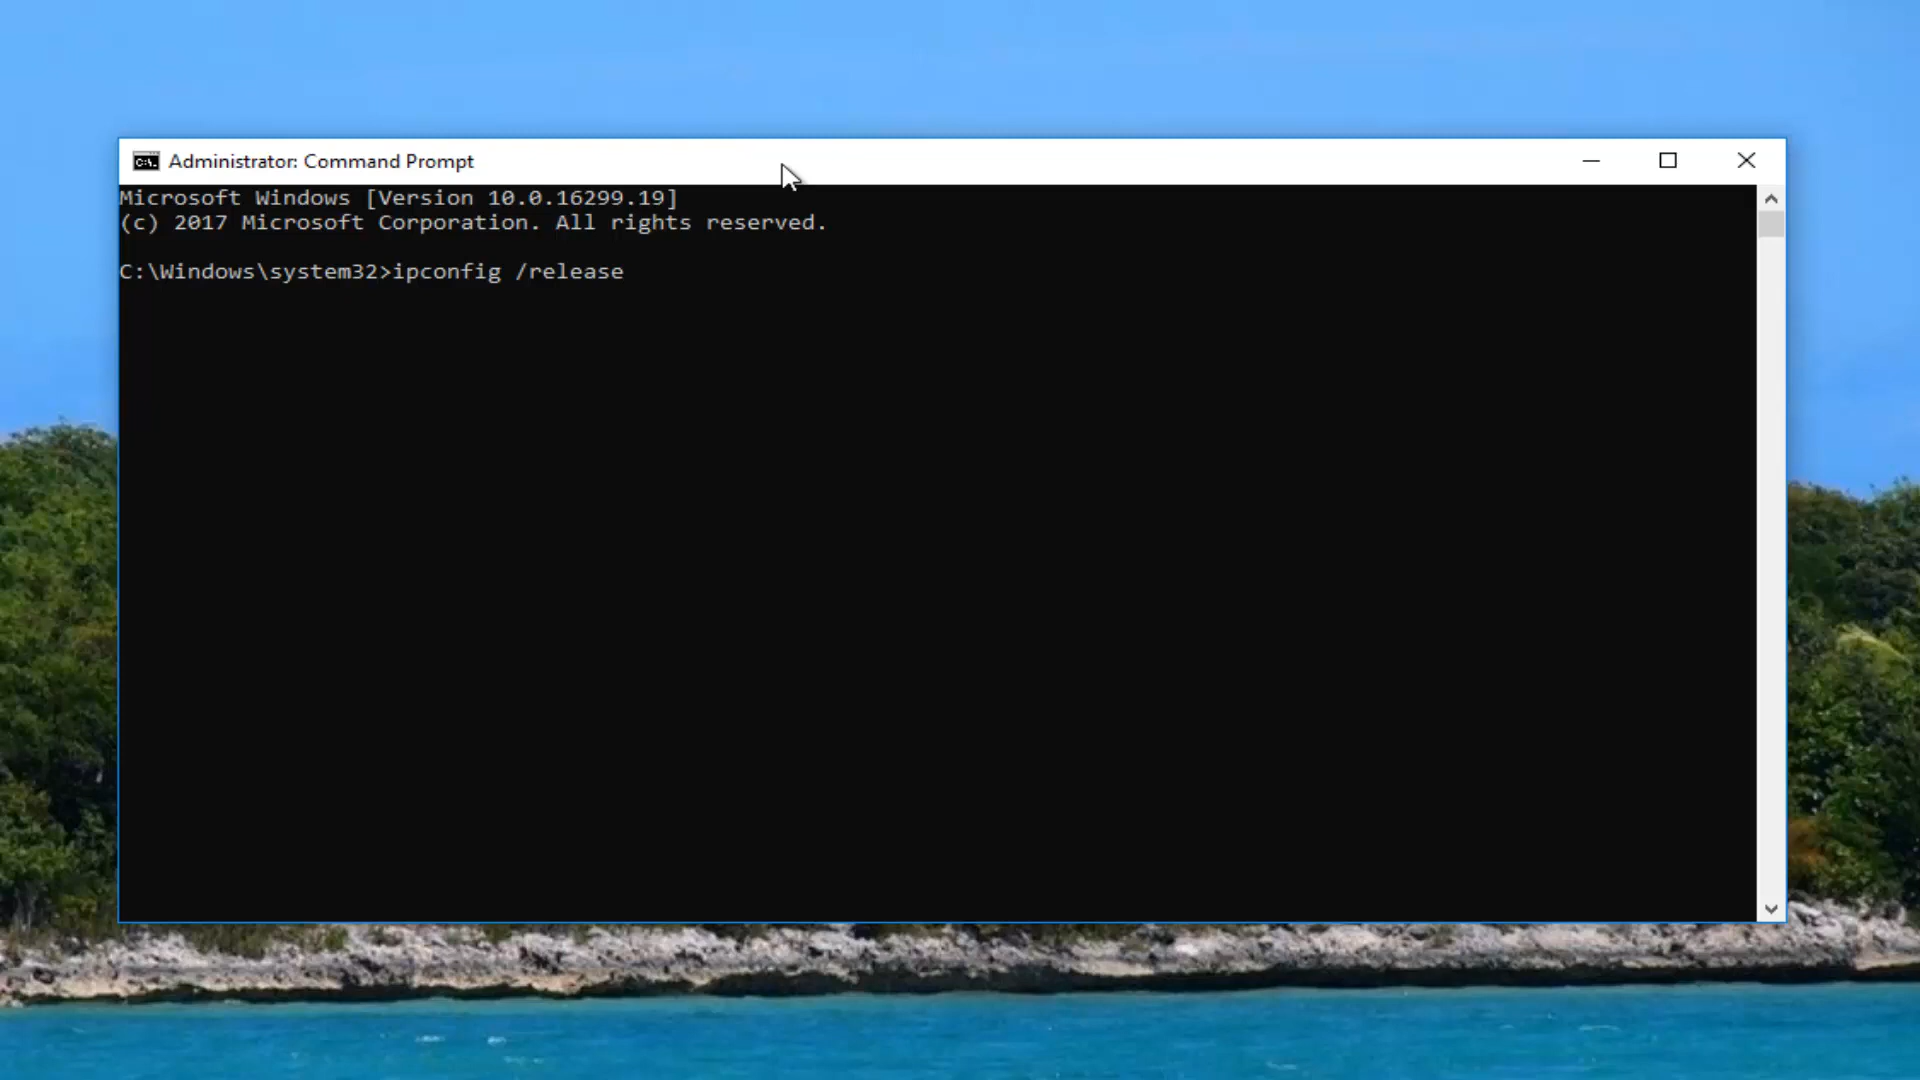 Administrator: Command Prompt
Microsoft Windows [Version 10.0.16299.19]
(c) 2017 Microsoft Corporation. All rights reserved.
C:\Windows\system32>ipconfig /release